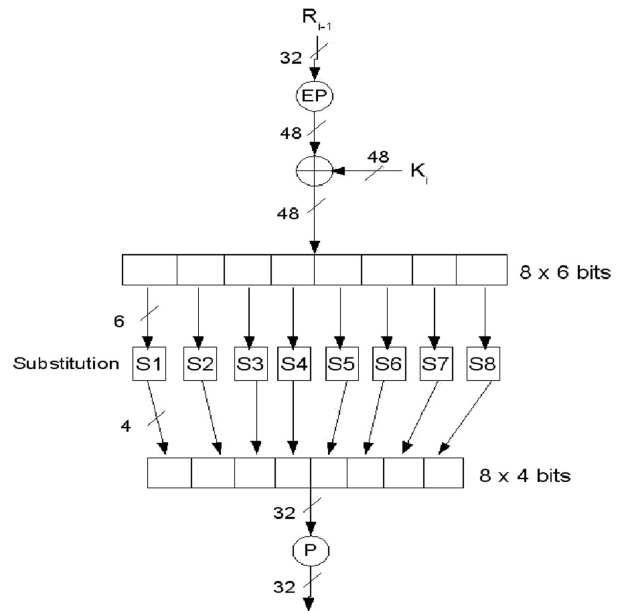 R i-1
32
EP
48
48
K i
48
8 x 6 bits
6
Substitution S1 S2 S3 S4 S5 S6 S7 S8
4
8 x 4 bits
32
P
32